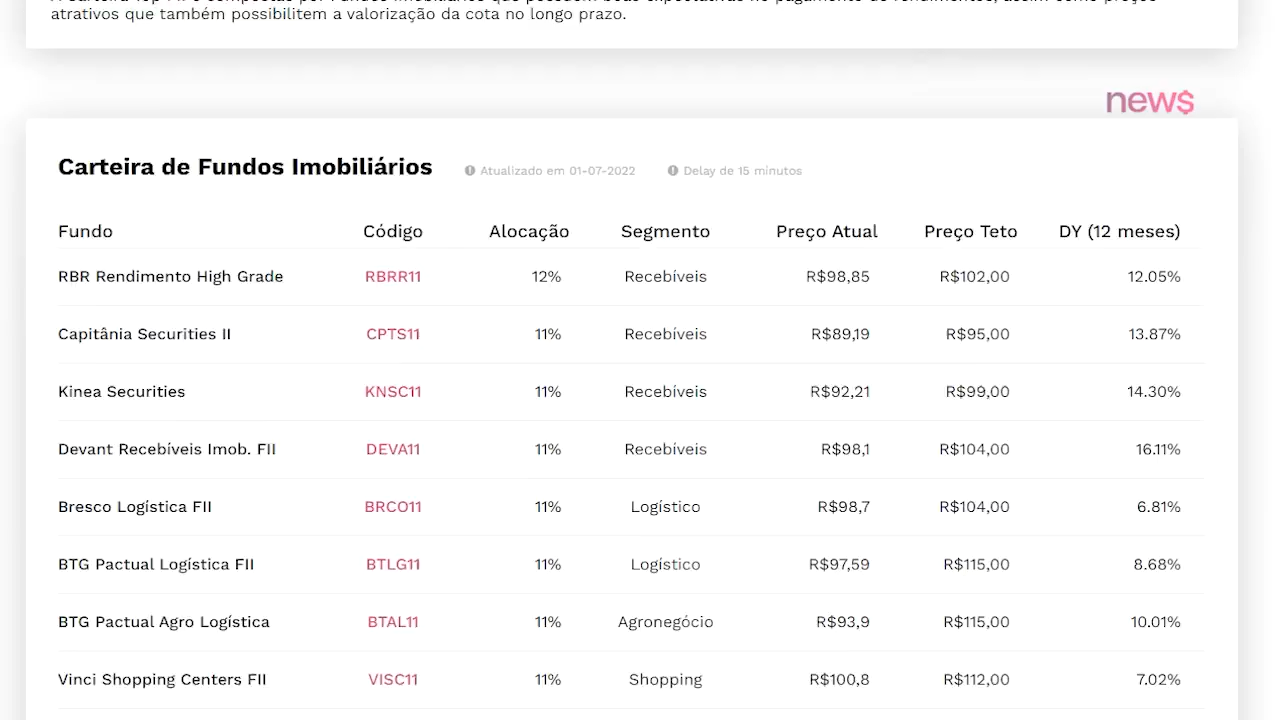 atrativos que também possibilitem a valorização da cota no longo prazo.
new$
Carteira de Fundos Imobiliários Atualizado em 01-07-2022 Delay de 15 minutos
Fundo Código Alocação Segmento Preço Atual Preço Teto DY (12 meses)
RBR Rendimento High Grade RBRR11 12% Recebíveis R$98,85 R$102,00 12.05%
Capitânia Securities II CPTS11 11% Recebíveis R$89,19 R$95,00 13.87%
Kinea Securities KNSC11 11% Recebíveis R$92,21 R$99,00 14.30%
Devant Recebíveis Imob. FII DEVA11 11% Recebíveis R$98,1 R$104,00 16.11%
Bresco Logística FII BRCO11 11% Logístico R$98,7 R$104,00 6.81%
BTG Pactual Logística FII BTLG11 11% Logístico R$97,59 R$115,00 8.68%
BTG Pactual Agro Logística BTAL11 11% Agronegócio R$93,9 R$115,00 10.01%
Vinci Shopping Centers FII VISC11 11% Shopping R$100,8 R$112,00 7.02%